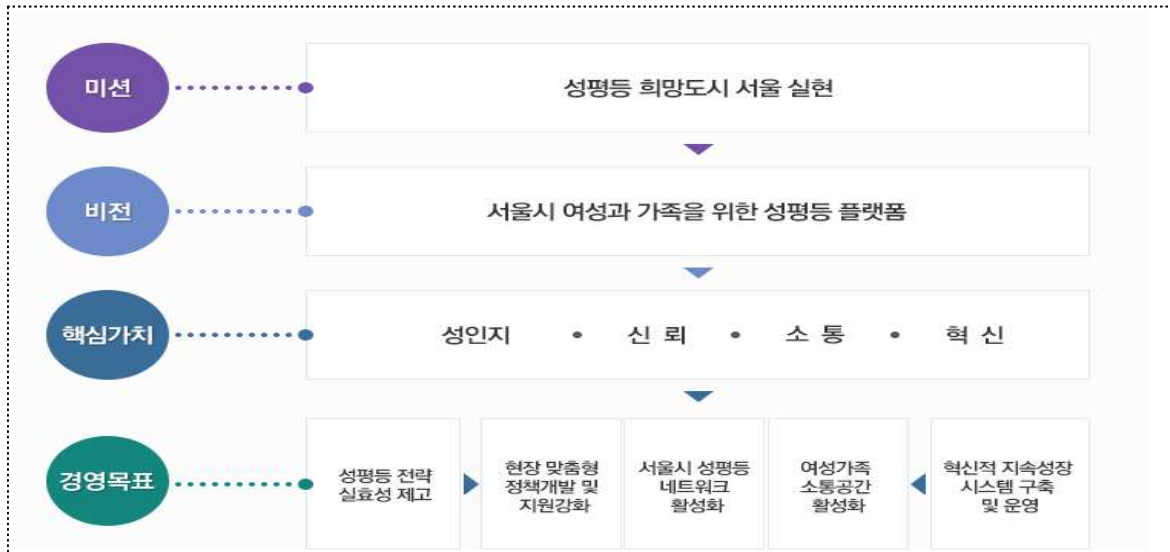 미션
성평등 희망도시 서울 실현
비전
서울시 여성과 가족을 위한 성평등 플랫폼
핵심가치
성인지 • 신 뢰 • 소 통 • 혁 신
경영목표
성평등 전략
실효성 제고
현장 맞춤형
정책개발 및
지원강화
서울시 성평등
네트워크
활성화
여성가족
소통공간
활성화
혁신적 지속성장
시스템 구축
및 운영